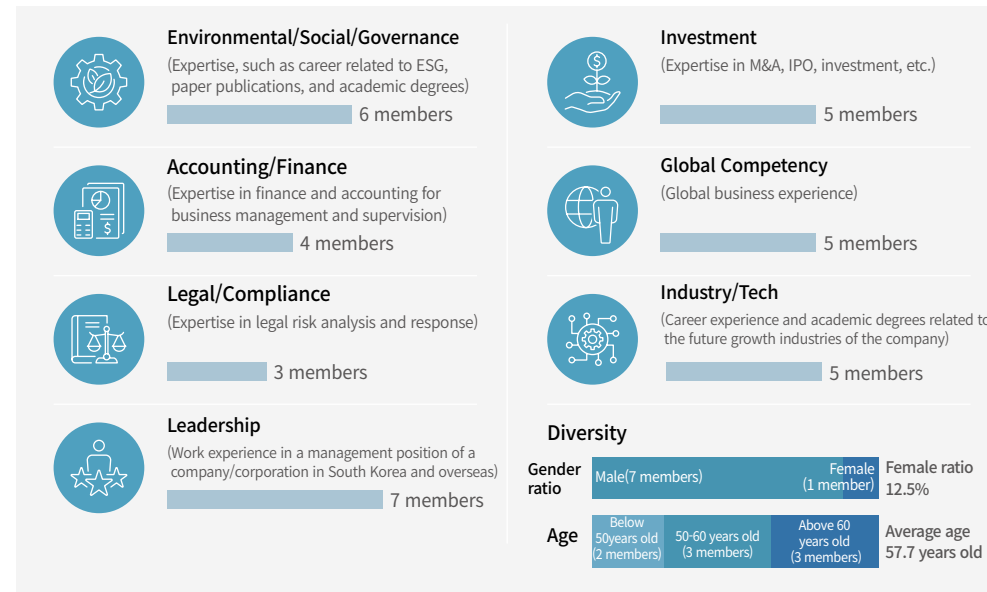 Environmental/Social/Governance
(Expertise, such as career related to ESG,
paper publications, and academic degrees)
6 members
Accounting/Finance
(Expertise in finance and accounting for
business management and supervision)
$
4 members
Legal/Compliance
(Expertise in legal risk analysis and response)
3 members
Leadership
(Work experience in a management position of a
company/corporation in South Korea and overseas)
7 members
Investment
(Expertise in M&A, IPO, investment, etc.)
$
5 members
Global Competency
(Global business experience)
5 members
Industry/Tech
(Career experience and academic degrees related to
the future growth industries of the company)
5 members
Diversity
Gender
ratio
Male(7 members)
Female
(1 member)
Female ratio
12.5%
Age
Below
50years old
(2 members)
50-60 years old
(3 members)
Above 60
years old
(3 members)
Average age
57.7 years old